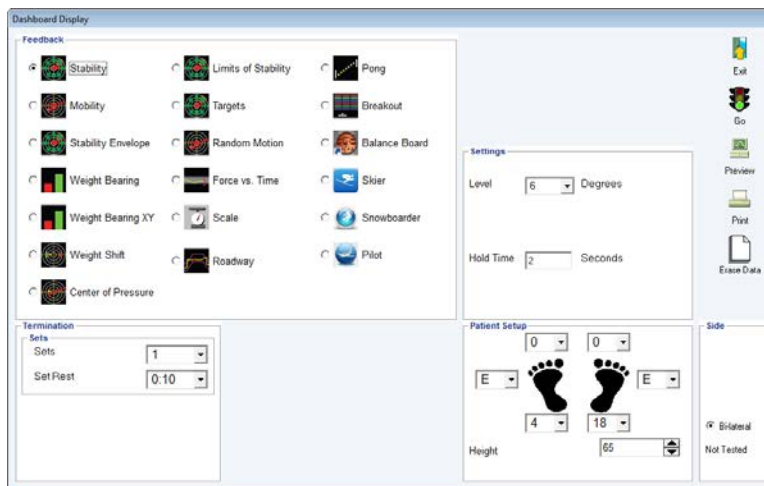 Dashboard Display
Feedback
Stability
Mobility
Stability Envelope
Weight Bearing
Weight Bearing XY
Weight Shift
Center of Pressure
Limits of Stability
Targets
Random Motion
Force vs. Time
Scale
Roadway
Pong
Breakout
Balance Board
Skier
Snowboarder
Pilot
Exit
Go
Preview
Print
Erase Data
Settings
Level 6 Degrees
Hold Time 2 Seconds
Termination
Sets
Sets 1
Set Rest 0:10
Patient Setup
0 0
E E
4 18
Height 65
Side
Bilateral
Not Tested